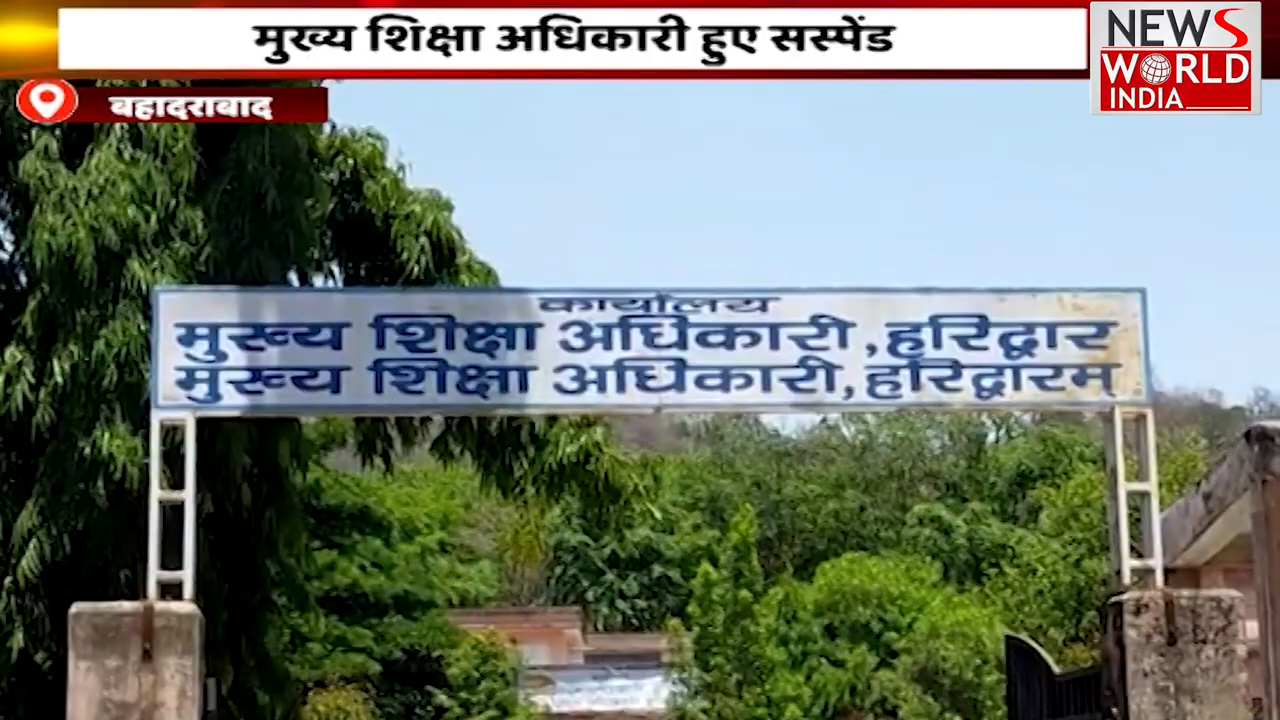 मुख्य शिक्षा अधिकारी हुए सस्पेंड
NEWS
WORLD
INDIA
बहादराबाद
कार्यालय
मुख्य शिक्षा अधिकारी, हरिद्वार
मुख्य शिक्षा अधिकारी, हरिद्वारम्